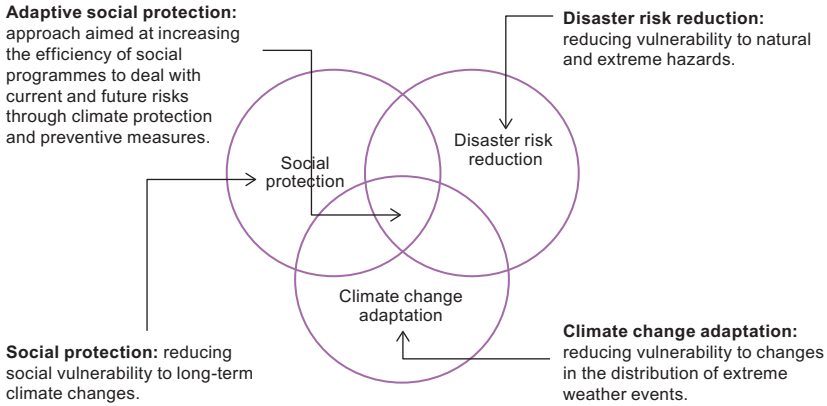 Adaptive social protection:
approach aimed at increasing
the efficiency of social
programmes to deal with
current and future risks
through climate protection
and preventive measures.
Disaster risk reduction:
reducing vulnerability to natural
and extreme hazards.
Social
protection
Disaster risk
reduction
Climate change
adaptation
Social protection: reducing
social vulnerability to long-term
climate changes.
Climate change adaptation:
reducing vulnerability to changes
in the distribution of extreme
weather events.